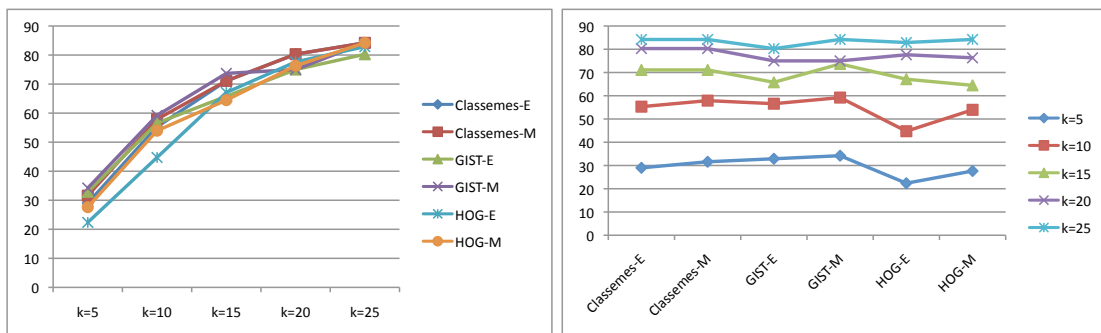 90
80
70
60
50
40
30
20
10
0
k=5 k=10 k=15 k=20 k=25
Classemes-E
Classemes-M
GIST-E
GIST-M
HOG-E
HOG-M
90
80
70
60
50
40
30
20
10
0
Classemes-E
Classemes-M
GIST-E
GIST-M
HOG-E
HOG-M
k=5
k=10
k=15
k=20
k=25